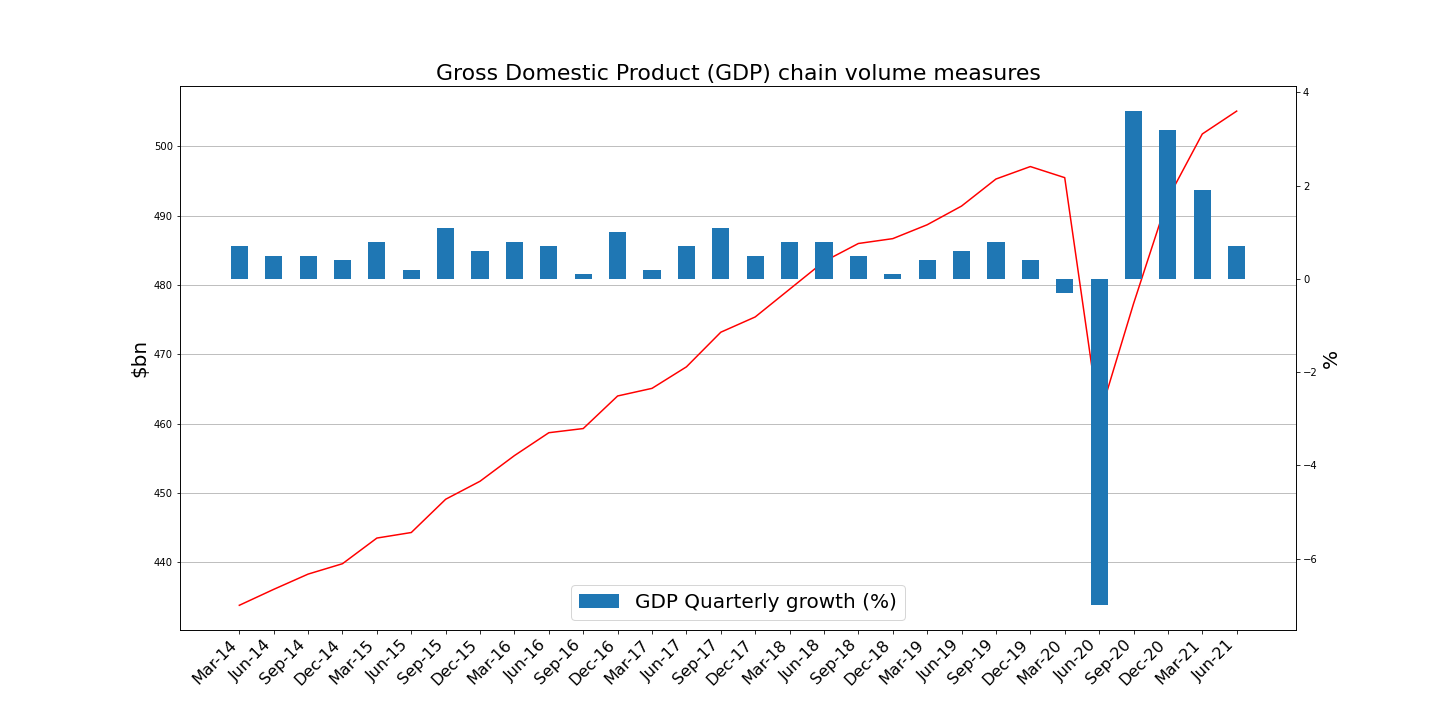 Gross Domestic Product (GDP) chain volume measures
$bn
500
490
480
470
460
450
440
4
2
0
−2
−4
−6
%
GDP Quarterly growth (%)
Mar-14
Jun-14
Sep-14
Dec-14
Mar-15
Jun-15
Sep-15
Dec-15
Mar-16
Jun-16
Sep-16
Dec-16
Mar-17
Jun-17
Sep-17
Dec-17
Mar-18
Jun-18
Sep-18
Dec-18
Mar-19
Jun-19
Sep-19
Dec-19
Mar-20
Jun-20
Sep-20
Dec-20
Mar-21
Jun-21